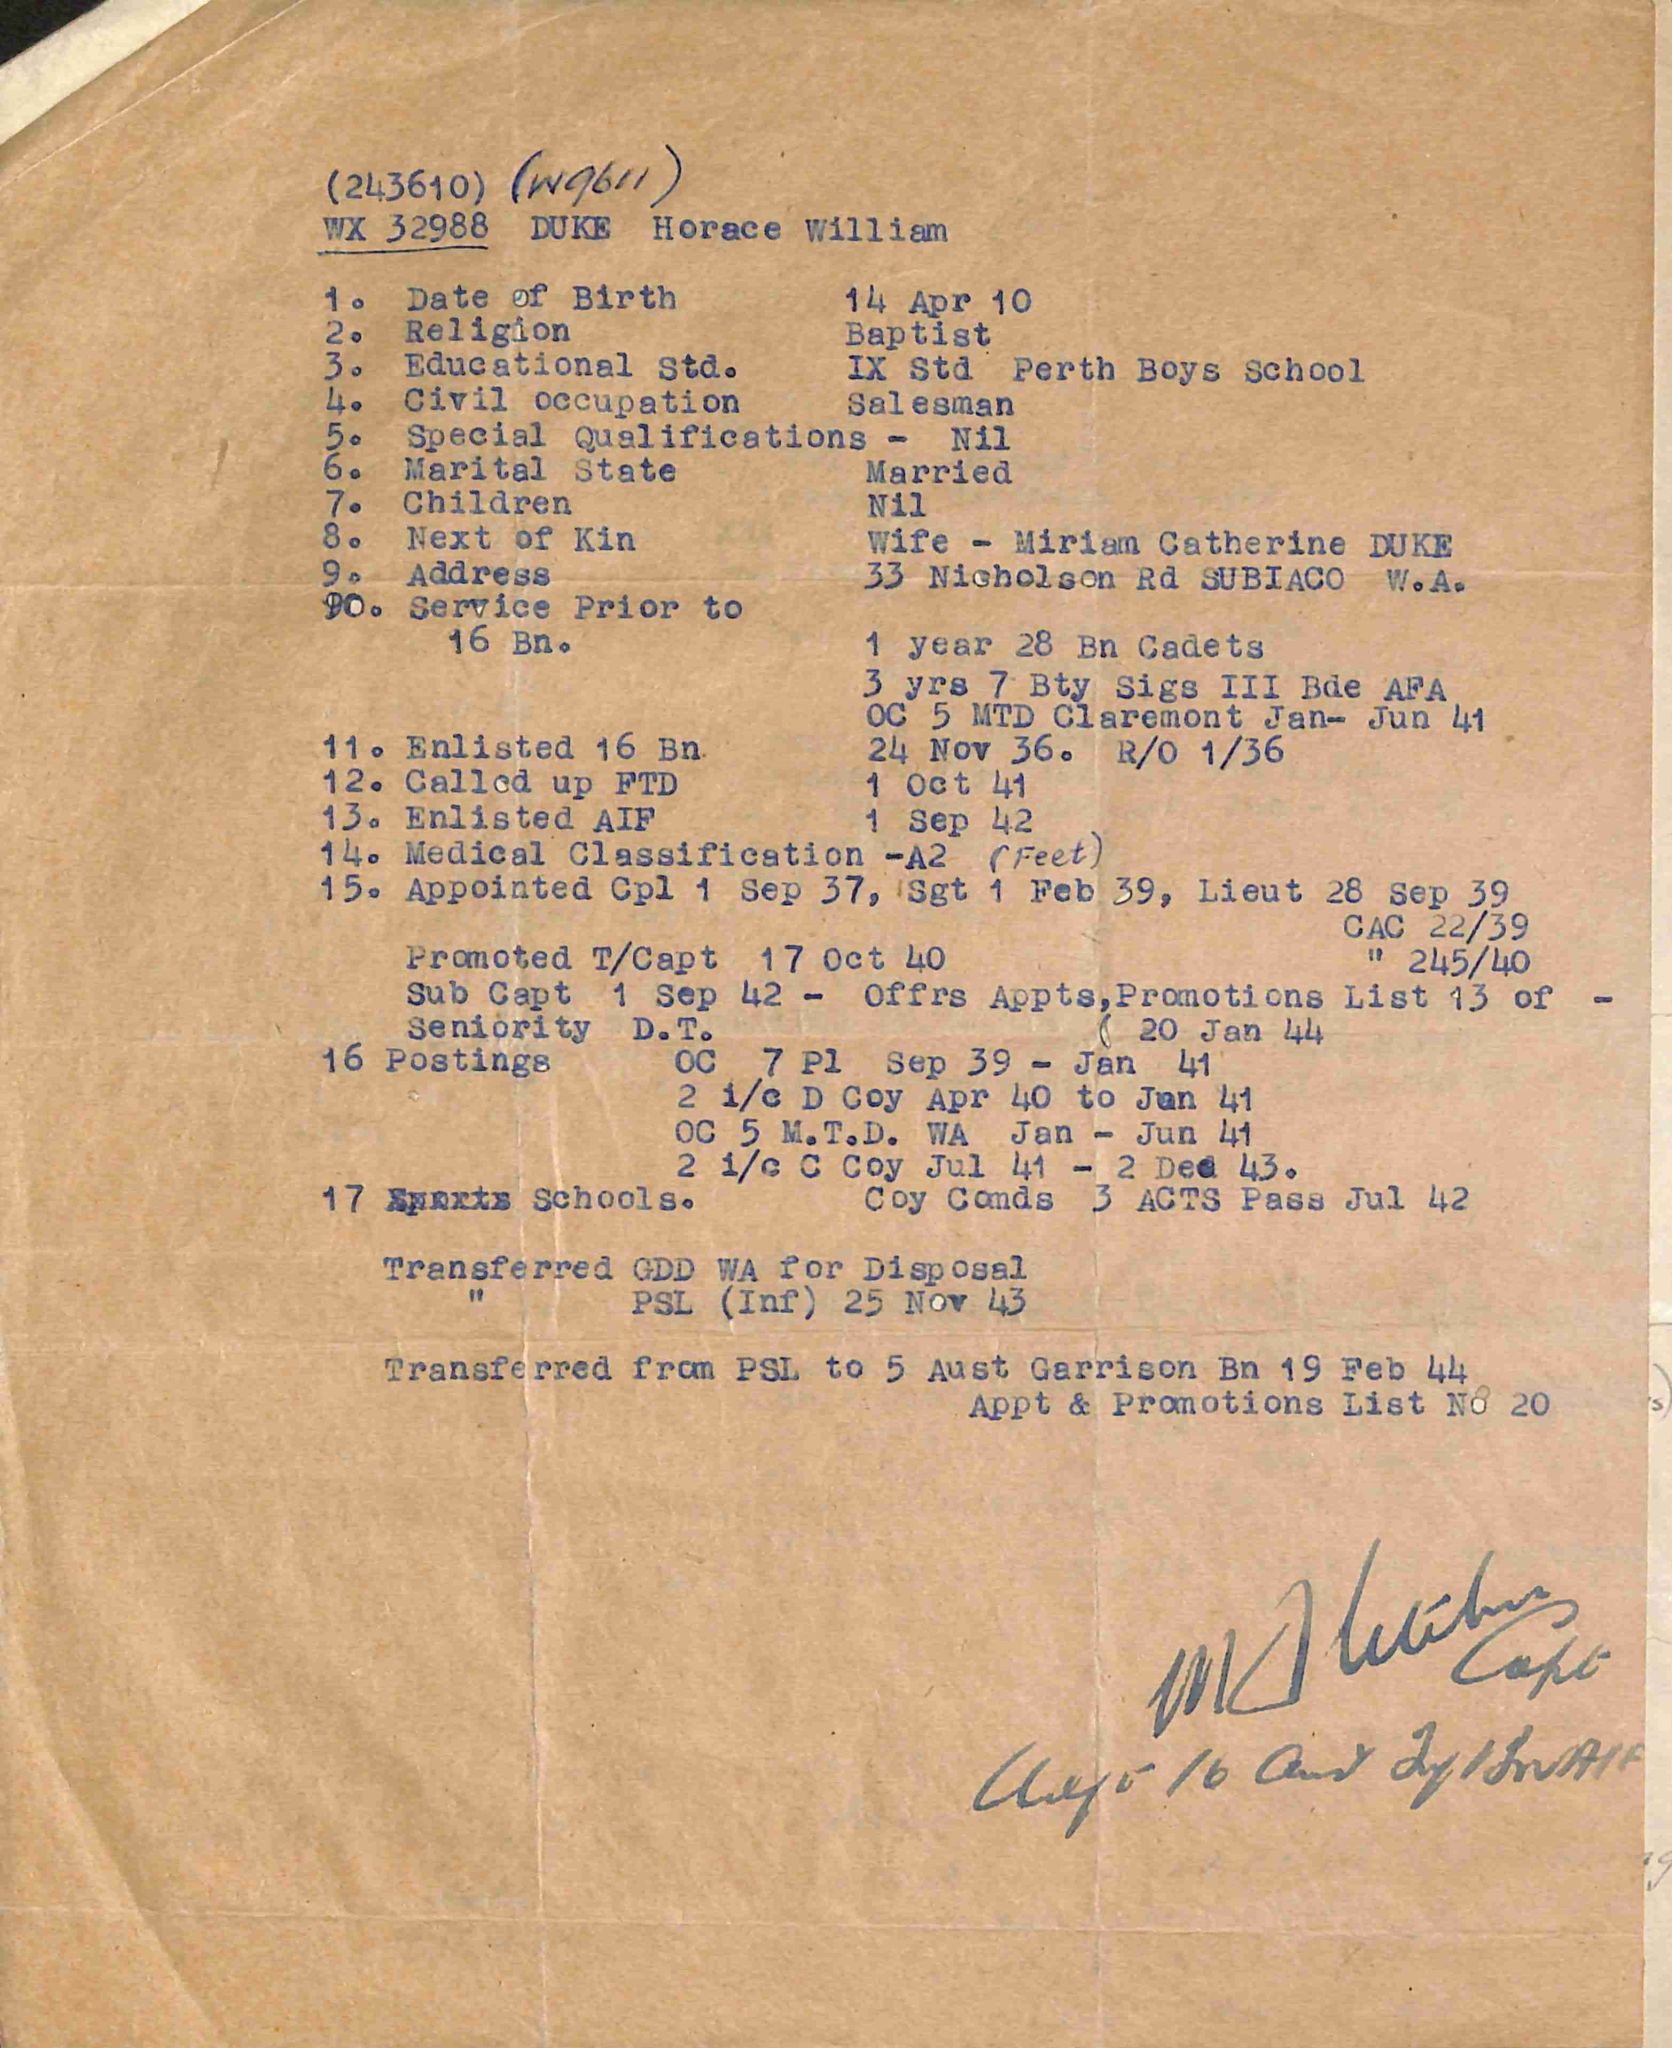 (243610) (W9611)
WX 32988 DUKE Horace William
1. Date of Birth 14 Apr 10
2. Religion Baptist
3. Educational Std. IX Std Perth Boys School
4. Civil Occupation Salesman
5. Special Qualifications - Nil
6. Marital State Married
7. Children Nil
8. Next of Kin Wife - Miriam Catherine DUKE
9. Address 33 Nicholson Rd SUBIACO W.A.
10. Service Prior to
16 Bn. 1 year 28 Bn Cadets
3 yrs 7 Bty Sigs III Bde AFA
OC 5 MTD Claremont Jan- Jun 41
11. Enlisted 16 Bn 24 Nov 36. R/O 1/36
12. Called up FTD 1 Oct 41
13. Enlisted AIF 1 Sep 42
14. Medical Classification -A2 (Feet)
15. Appointed Cpl 1 Sep 37, Sgt 1 Feb 39, Lieut 28 Sep 39
CAC 22/39
Promoted T/Capt 17 Oct 40 " 245/40
Sub Capt 1 Sep 42 - Offrs Appts,Promotions List 13 of -
Seniority D.T. ( 20 Jan 44
16 Postings OC 7 Pl Sep 39 - Jan 41
2 i/c D Coy Apr 40 to Jan 41
OC 5 M.T.D. WA Jan - Jun 41
2 i/c C Coy Jul 41 - 2 Dec 43.
17 Sports Schools. Coy Comds 3 ACTS Pass Jul 42
Transferred GDD WA for Disposal
" PSL (Inf) 25 Nov 43
Transferred from PSL to 5 Aust Garrison Bn 19 Feb 44
Appt & Promotions List No 20
Capt
16 Aust Bn AIF